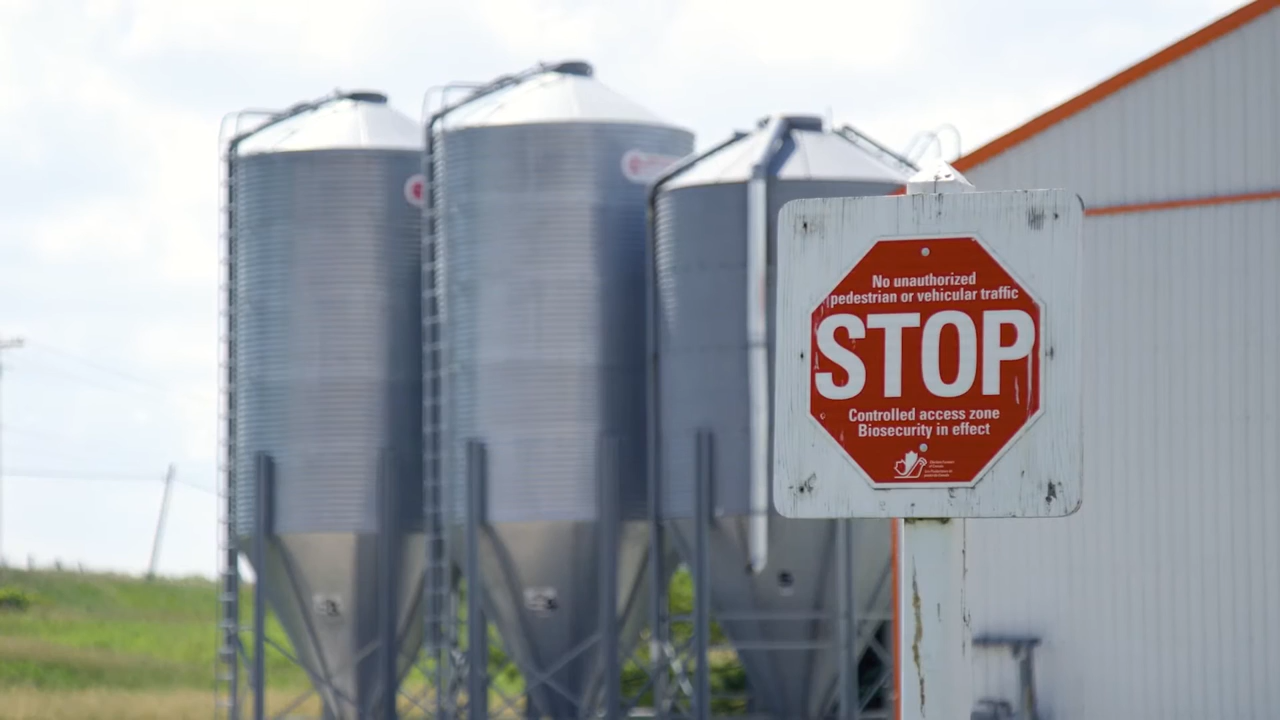 No unauthorized
pedestrian or vehicular traffic
STOP
Controlled access zone
Biosecurity in effect